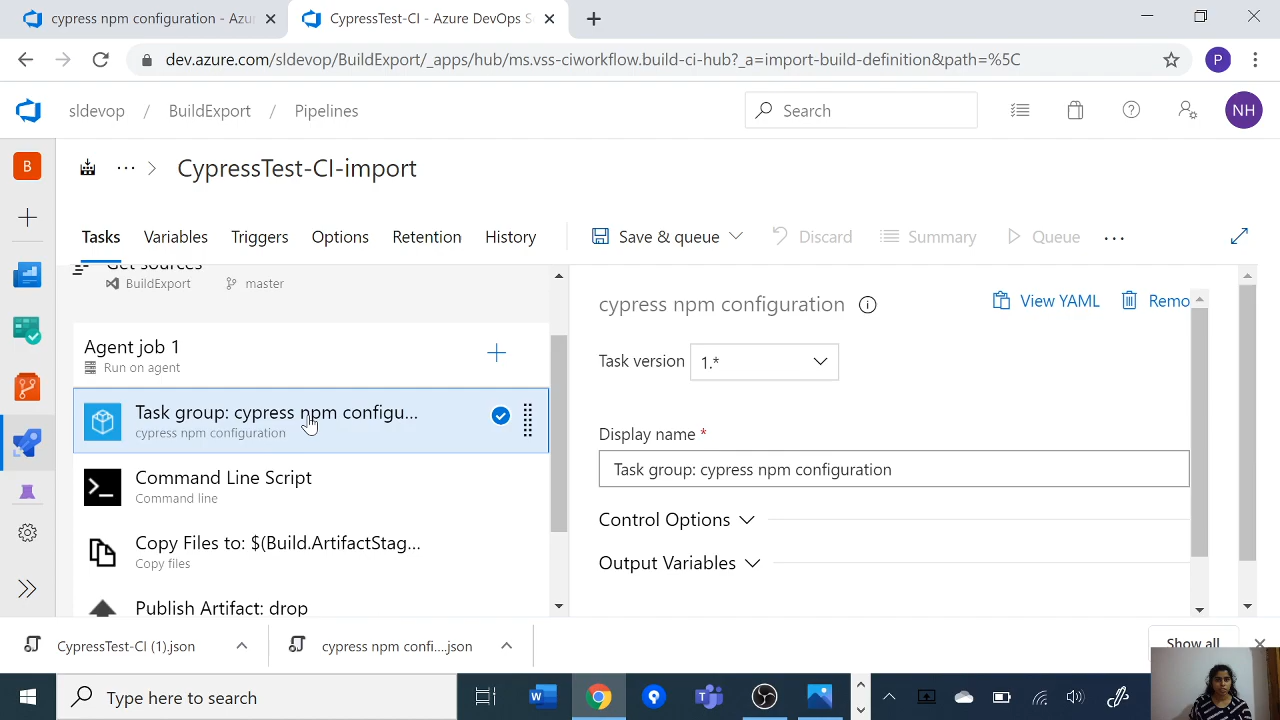 cypress npm configuration - Azu
CypressTest-CI - Azure DevOps Se
dev.azure.com/sldevop/BuildExport/_apps/hub/ms.vss-ciworkflow.build-ci-hub?_a=import-build-definition&path=%5C
P
sldevop / BuildExport / Pipelines
Search
NH
B
... > CypressTest-CI-import
Tasks
Variables
Triggers
Options
Retention
History
Save & queue
Discard
Summary
Queue
...
Get sources
BuildExport
master
Agent job 1
Run on agent
Task group: cypress npm configu...
cypress npm configuration
Command Line Script
Command line
Copy Files to: $(Build.ArtifactStag...
Copy files
Publish Artifact: drop
cypress npm configuration
View YAML
Remo
Task version
1.*
Display name *
Task group: cypress npm configuration
Control Options
Output Variables
CypressTest-CI (1).json
cypress npm confi....json
Show all
Type here to search